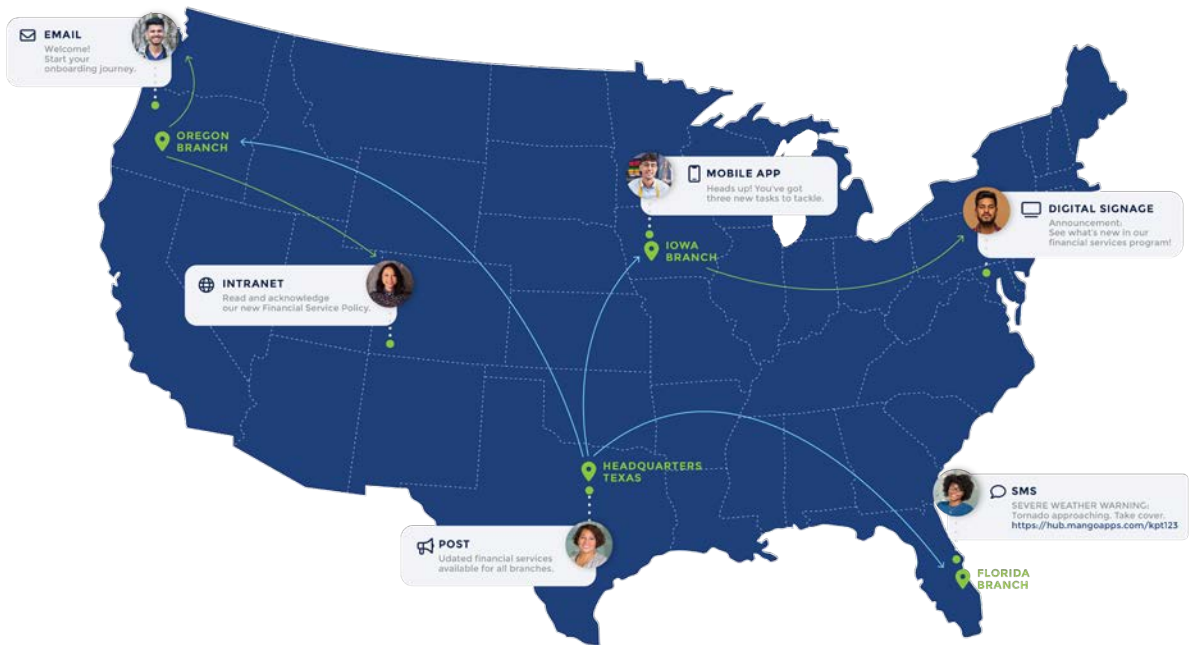 EMAIL
Welcome!
Start your
onboarding journey.
OREGON
BRANCH
MOBILE APP
Heads up! You've got
three new tasks to tackle.
DIGITAL SIGNAGE
Announcement:
See what's new in our
financial services program!
IOWA
BRANCH
INTRANET
Read and acknowledge
our new Financial Service Policy.
HEADQUARTERS
TEXAS
SMS
SEVERE WEATHER WARNING:
Tornado approaching. Take cover.
https://hub.mangoapps.com/kpt123
POST
Udated financial services
available for all branches.
FLORIDA
BRANCH